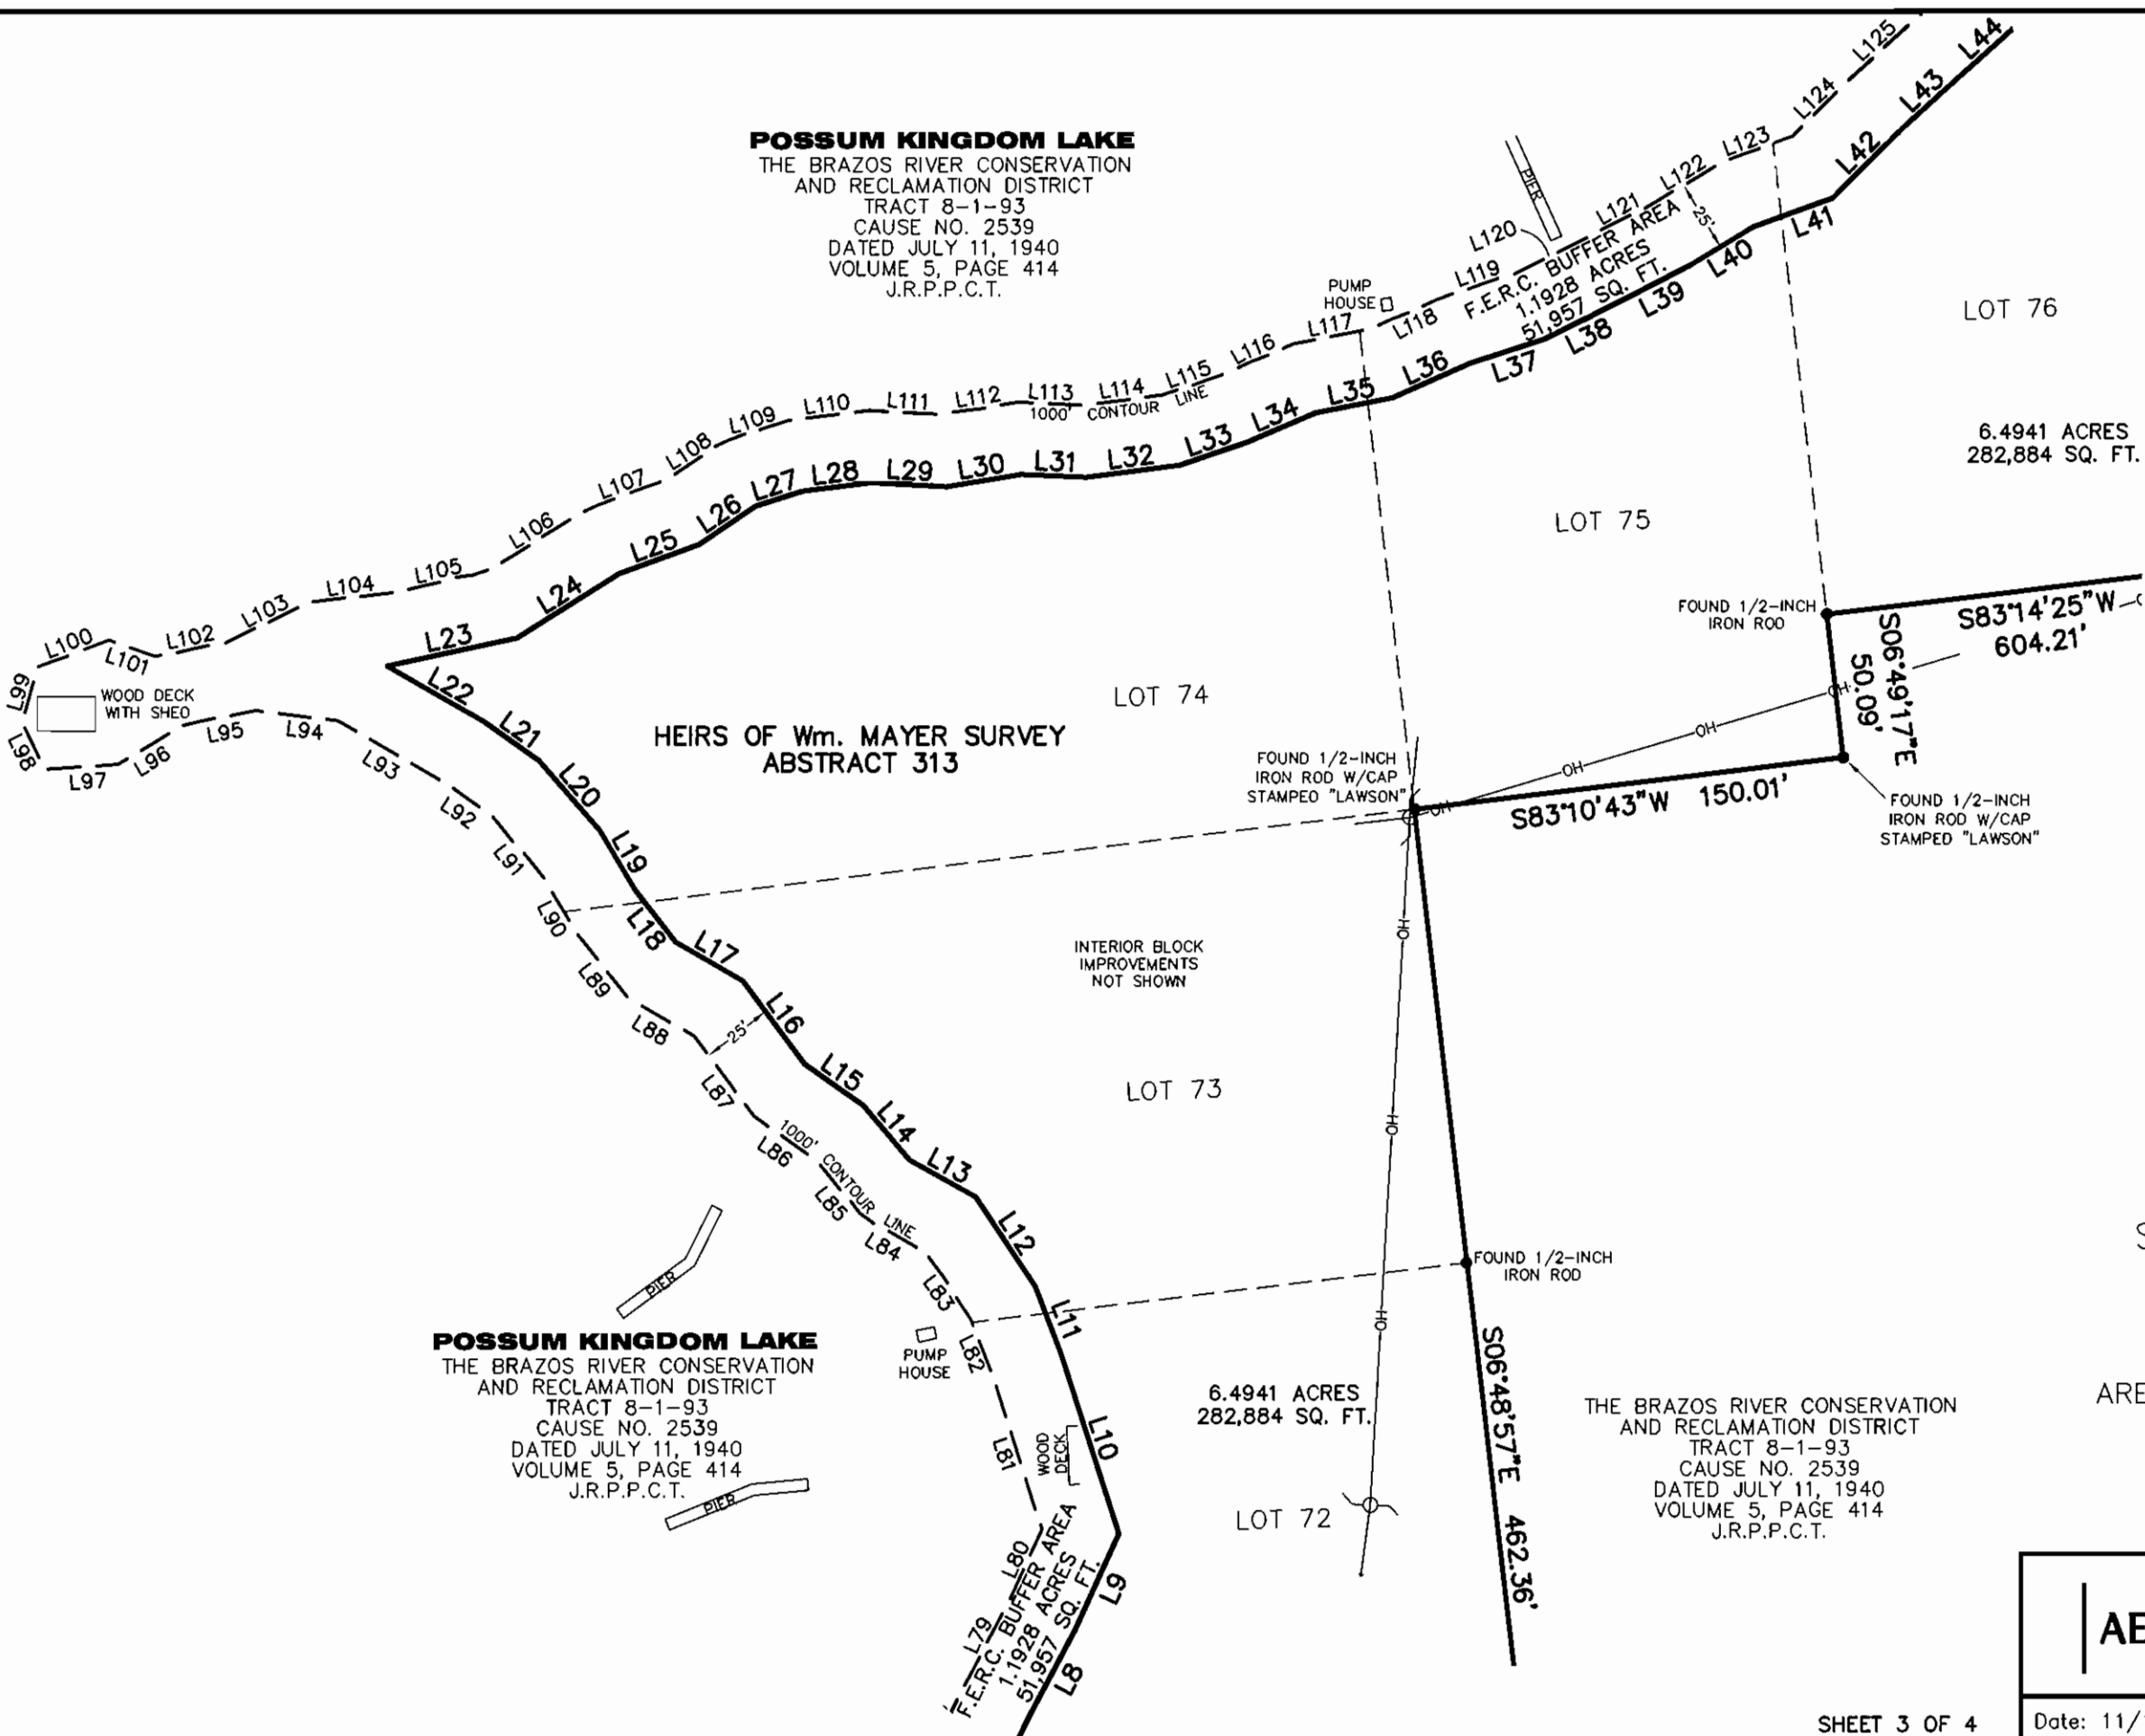 POSSUM KINGDOM LAKE
THE BRAZOS RIVER CONSERVATION
AND RECLAMATION DISTRICT
TRACT 8-1-93
CAUSE NO. 2539
DATED JULY 11, 1940
VOLUME 5, PAGE 414
J.R.P.P.C.T.
L125
L124
L123
L122
L121
L120
L119
L118
L117
L116
L115
L114
L113
L112
L111
L110
L109
L108
L107
L106
L105
L104
L103
L102
L101
L100
L99
L98
L97
L96
L95
L94
L93
L92
L91
L90
L89
L88
L87
L86
L85
L84
L83
L82
L81
L80
L79
L44
L43
L42
L41
L40
L39
L38
L37
L36
L35
L34
L33
L32
L31
L30
L29
L28
L27
L26
L25
L24
L23
L22
L21
L20
L19
L18
L17
L16
L15
L14
L13
L12
L11
L10
L9
L8
PIER
25'
F.E.R.C. BUFFER AREA
1.1928 ACRES
51,957 SQ. FT.
PUMP
HOUSE
1000' CONTOUR LINE
LOT 76
6.4941 ACRES
282,884 SQ. FT.
LOT 75
FOUND 1/2-INCH
IRON ROD
S83°14'25"W
604.21'
S06°49'17"E
50.09'
WOOD DECK
WITH SHED
LOT 74
HEIRS OF Wm. MAYER SURVEY
ABSTRACT 313
FOUND 1/2-INCH
IRON ROD W/CAP
STAMPED "LAWSON"
OH
OH
OH
OH
S83°10'43"W 150.01'
FOUND 1/2-INCH
IRON ROD W/CAP
STAMPED "LAWSON"
OH
OH
OH
INTERIOR BLOCK
IMPROVEMENTS
NOT SHOWN
25'
LOT 73
1000' CONTOUR LINE
FOUND 1/2-INCH
IRON ROD
PIER
POSSUM KINGDOM LAKE
THE BRAZOS RIVER CONSERVATION
AND RECLAMATION DISTRICT
TRACT 8-1-93
CAUSE NO. 2539
DATED JULY 11, 1940
VOLUME 5, PAGE 414
J.R.P.P.C.T.
PIER
PUMP
HOUSE
6.4941 ACRES
282,884 SQ. FT.
WOOD
DECK
LOT 72
S06°48'57"E 462.36'
THE BRAZOS RIVER CONSERVATION
AND RECLAMATION DISTRICT
TRACT 8-1-93
CAUSE NO. 2539
DATED JULY 11, 1940
VOLUME 5, PAGE 414
J.R.P.P.C.T.
F.E.R.C. BUFFER AREA
1.1928 ACRES
51,957 SQ. FT.
ARE
AE
SHEET 3 OF 4
Date: 11/